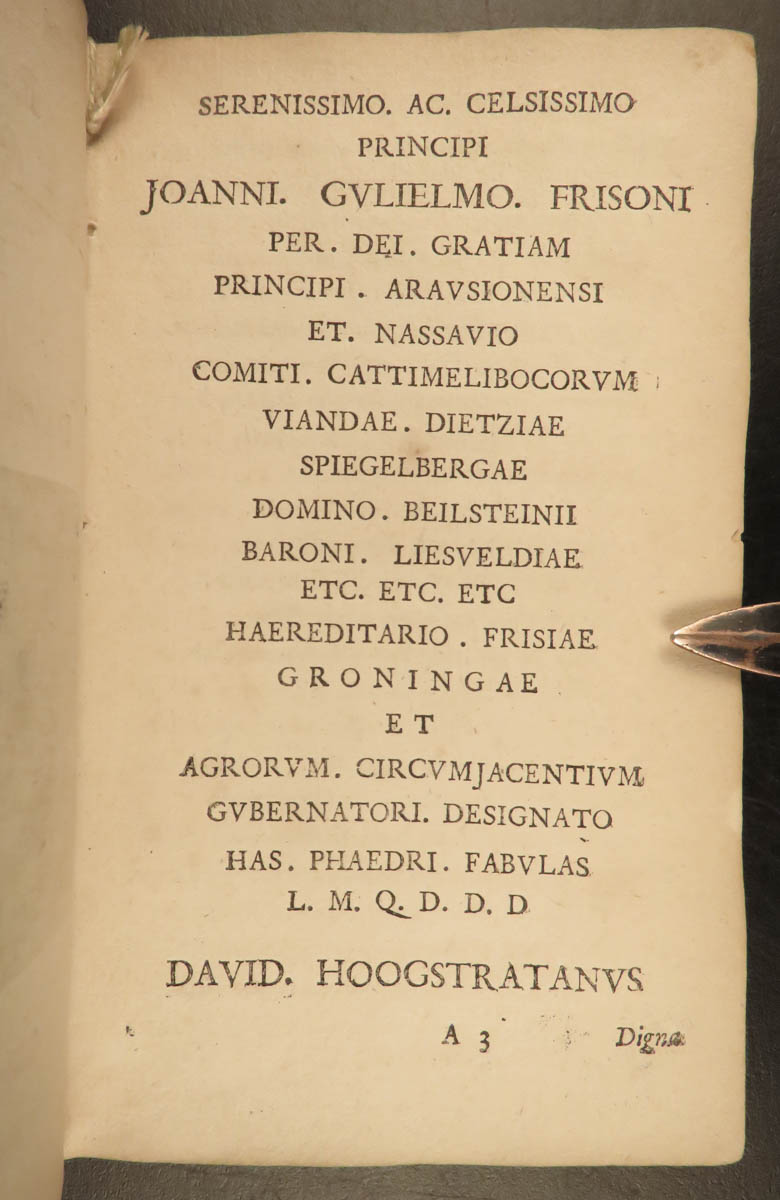 SERENISSIMO. AC. CELSISSIMO
PRINCIPI
JOANNI. GVLIELMO. FRISONI
PER. DEI. GRATIAM
PRINCIPI. ARAVSIONENSI
ET. NASSAVIO
COMITI. CATTIMELIBOCORVM
VIANDAE. DIETZIAE
SPIEGELBERGAE
DOMINO. BEILSTEINII
BARONI. LIESVELDIAE
ETC. ETC. ETC
HAEREDITARIO. FRISIAE
GRONINGAE
ET
AGRORVM. CIRCVMJACENTIVM
GVBERNATORI. DESIGNATO
HAS. PHAEDRI. FABVLAS
L. M. Q. D. D. D
DAVID. HOOGSTRATANVS
A 3 Digna